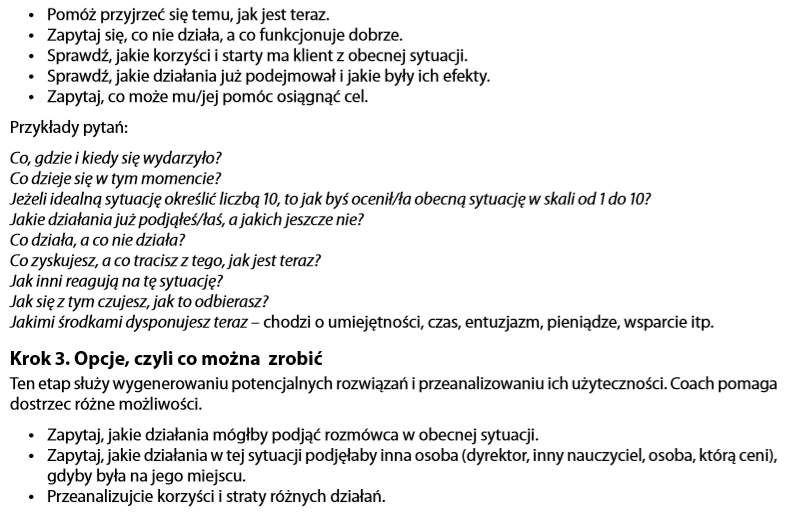 • Pomóż przyjrzeć się temu, jak jest teraz.
• Zapytaj się, co nie działa, a co funkcjonuje dobrze.
• Sprawdź, jakie korzyści i starty ma klient z obecnej sytuacji.
• Sprawdź, jakie działania już podejmował i jakie były ich efekty.
• Zapytaj, co może mu/jej pomóc osiągnąć cel.
Przykłady pytań:
Co, gdzie i kiedy się wydarzyło?
Co dzieje się w tym momencie?
Jeżeli idealną sytuację określić liczbą 10, to jak byś ocenił/ła obecną sytuację w skali od 1 do 10?
Jakie działania już podjąłeś/łaś, a jakich jeszcze nie?
Co działa, a co nie działa?
Co zyskujesz, a co tracisz z tego, jak jest teraz?
Jak inni reagują na tę sytuację?
Jak się z tym czujesz, jak to odbierasz?
Jakimi środkami dysponujesz teraz – chodzi o umiejętności, czas, entuzjazm, pieniądze, wsparcie itp.
Krok 3. Opcje, czyli co można zrobić
Ten etap służy wygenerowaniu potencjalnych rozwiązań i przeanalizowaniu ich użyteczności. Coach pomaga
dostrzec różne możliwości.
• Zapytaj, jakie działania mógłby podjąć rozmówca w obecnej sytuacji.
• Zapytaj, jakie działania w tej sytuacji podjęłaby inna osoba (dyrektor, inny nauczyciel, osoba, którą ceni),
gdyby była na jego miejscu.
• Przeanalizujcie korzyści i straty różnych działań.